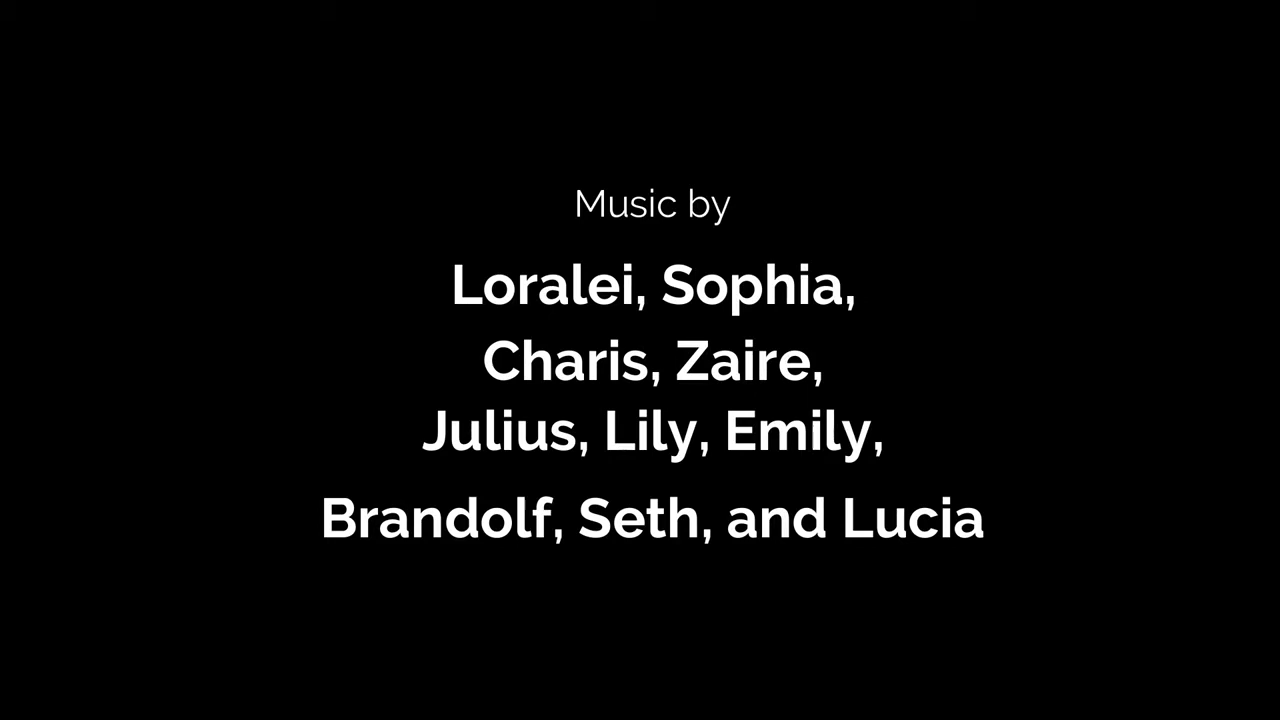 Music by
Loralei, Sophia,
Charis, Zaire,
Julius, Lily, Emily,
Brandolf, Seth, and Lucia